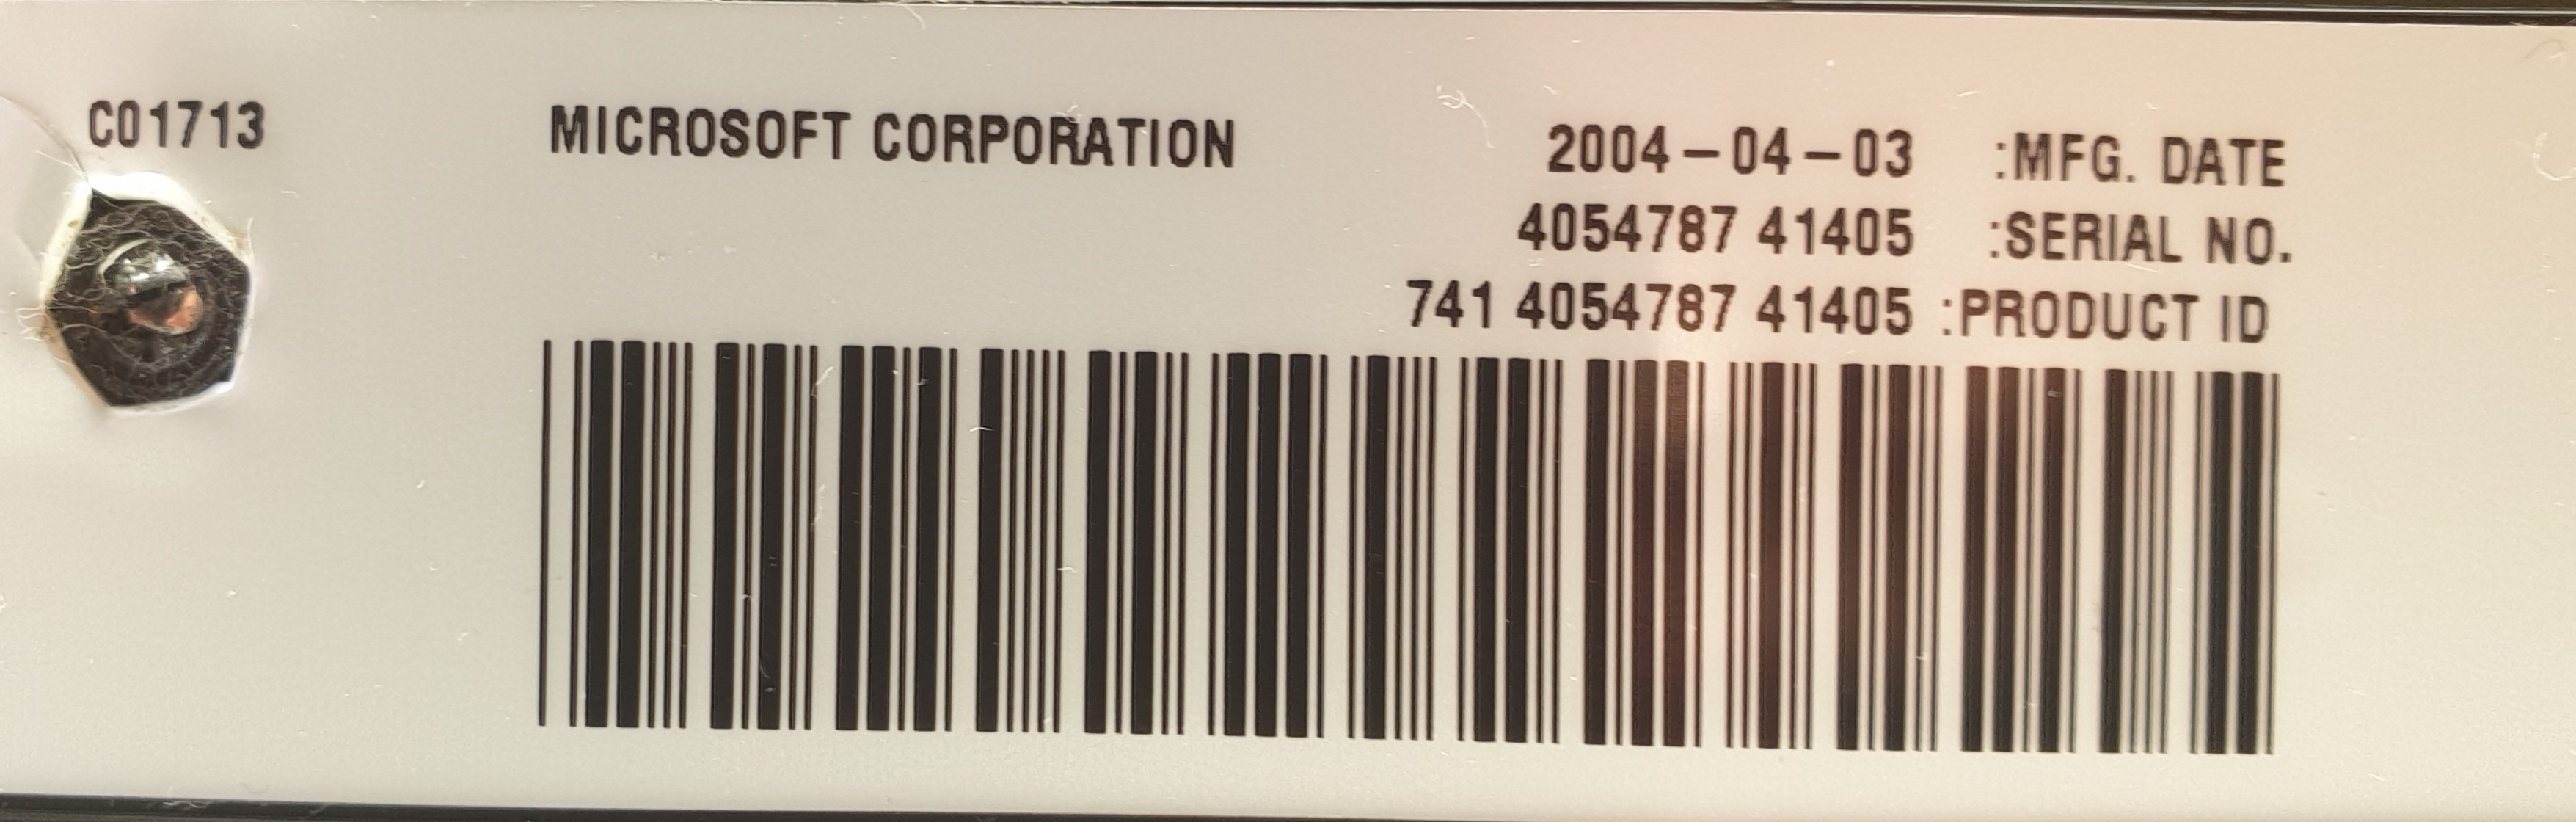 C01713
MICROSOFT CORPORATION
2004-04-03 :MFG. DATE
4054787 41405 :SERIAL NO.
741 4054787 41405 :PRODUCT ID